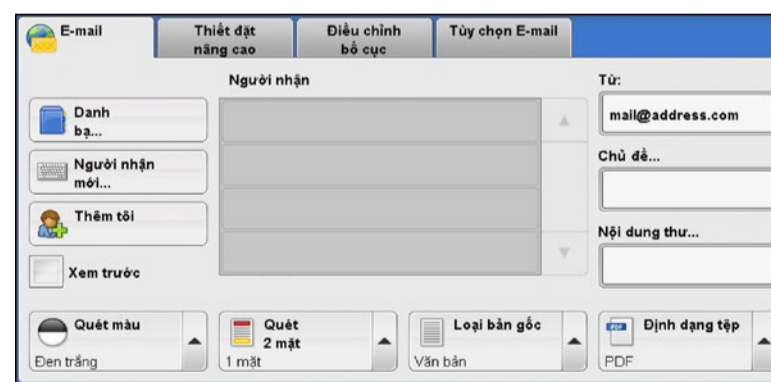 E-mail
Thiết đặt
nâng cao
Điều chỉnh
bố cục
Tùy chọn E-mail
Người nhận
Từ:
Danh
bạ...
mail@address.com
Người nhận
mới...
Chủ đề...
Thêm tôi
Nội dung thư...
Xem trước
Quét màu
Đen trắng
Quét
2 mặt
1 mặt
Loại bản gốc
Văn bản
PDF
Định dạng tệp
PDF